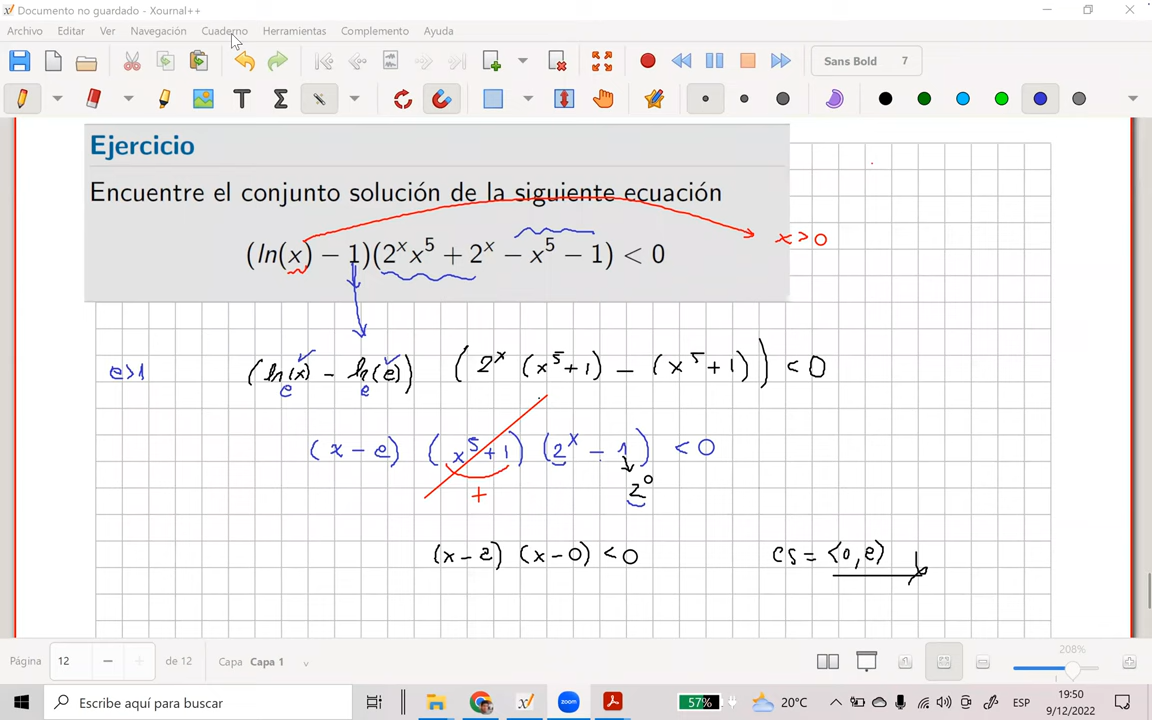 Documento no guardado - Xournal++
Archivo Editar Ver Navegación Cuaderno Herramientas Complemento Ayuda
Sans Bold 7
Ejercicio
Encuentre el conjunto solución de la siguiente ecuación
(ln(x) − 1)(2^x x^5 + 2^x − x^5 − 1) < 0
x > 0
e>1 (ln(x) − ln(e)) (2^x (x^5+1) − (x^5+1)) < 0
e e
(x − e) (x^5+1) (2^x − 1) < 0
+ 2^0
(x−e) (x−0) < 0 CS = <0,e>
Página 12 de 12 Capa Capa 1 208%
Escribe aquí para buscar 57% 20°C ESP 19:50
9/12/2022